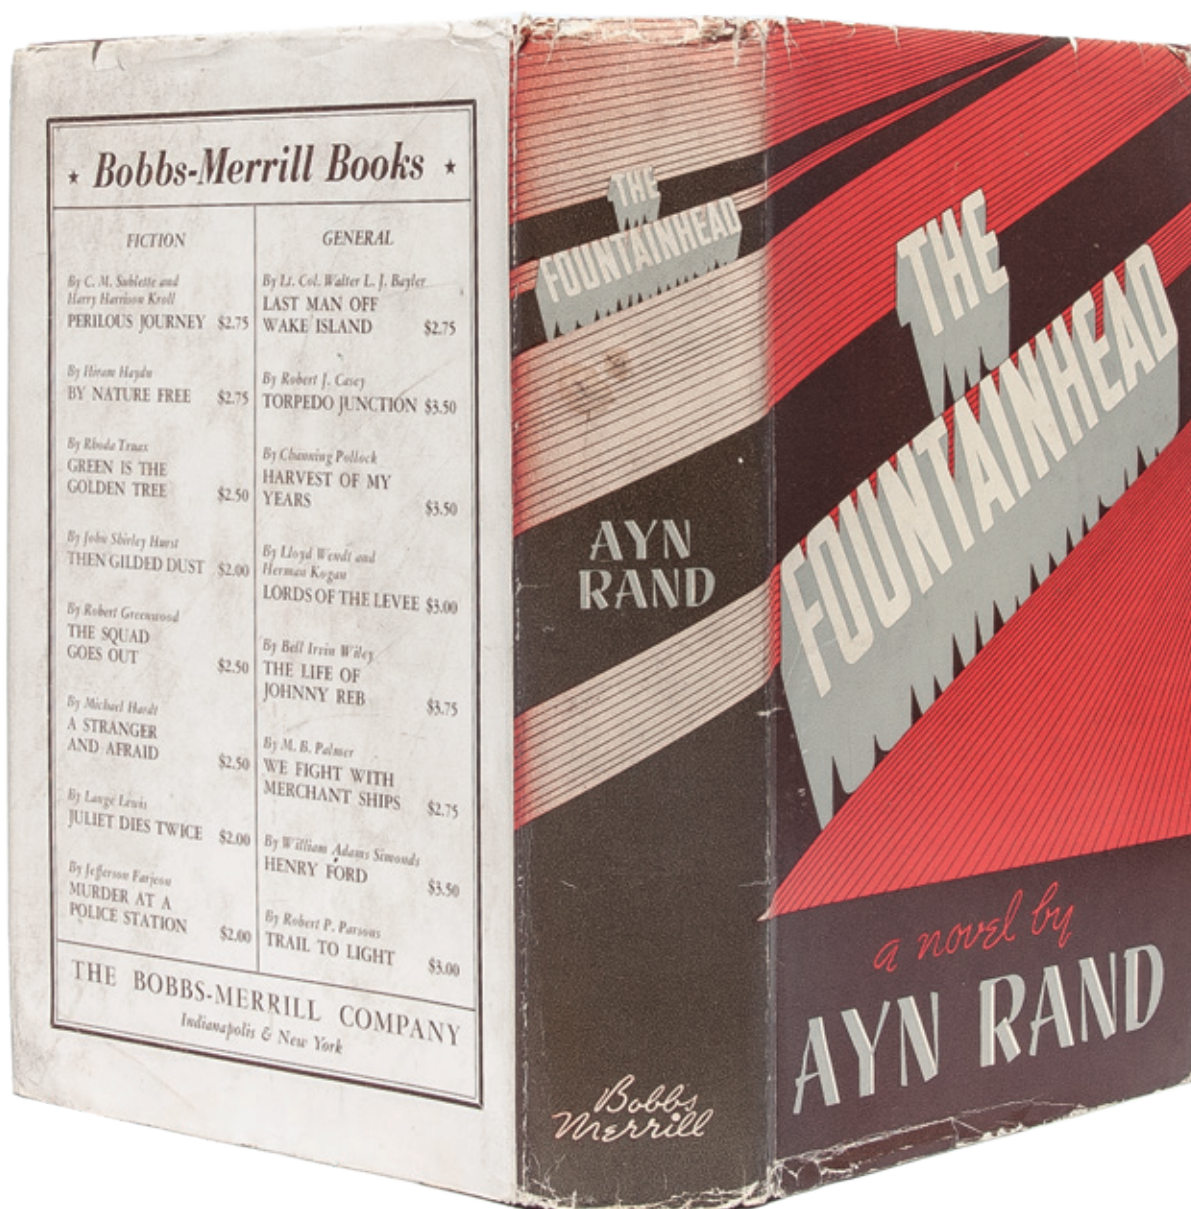 ★ Bobbs-Merrill Books ★
FICTION
By C. M. Sublette and
Harry Harrison Kroll
PERILOUS JOURNEY $2.75
By Hiram Haydn
BY NATURE FREE $2.75
By Rhoda Truax
GREEN IS THE
GOLDEN TREE $2.50
By John Shirley Hurst
THEN GILDED DUST $2.00
By Robert Greenwood
THE SQUAD
GOES OUT $2.50
By Michael Hardt
A STRANGER
AND AFRAID $2.50
By Lange Lewis
JULIET DIES TWICE $2.00
By Jefferson Farjeon
MURDER AT A
POLICE STATION $2.00
GENERAL
By Lt. Col. Walter L. J. Bayler
LAST MAN OFF
WAKE ISLAND $2.75
By Robert J. Casey
TORPEDO JUNCTION $3.50
By Channing Pollock
HARVEST OF MY
YEARS $3.50
By Lloyd Wendt and
Herman Kogan
LORDS OF THE LEVEE $3.00
By Bell Irvin Wiley
THE LIFE OF
JOHNNY REB $3.75
By M. B. Palmer
WE FIGHT WITH
MERCHANT SHIPS $2.75
By William Adams Simonds
HENRY FORD $3.50
By Robert P. Parsons
TRAIL TO LIGHT $3.00
THE BOBBS-MERRILL COMPANY
Indianapolis & New York
THE
FOUNTAINHEAD
AYN
RAND
Bobbs
Merrill
THE
FOUNTAINHEAD
a novel by
AYN RAND